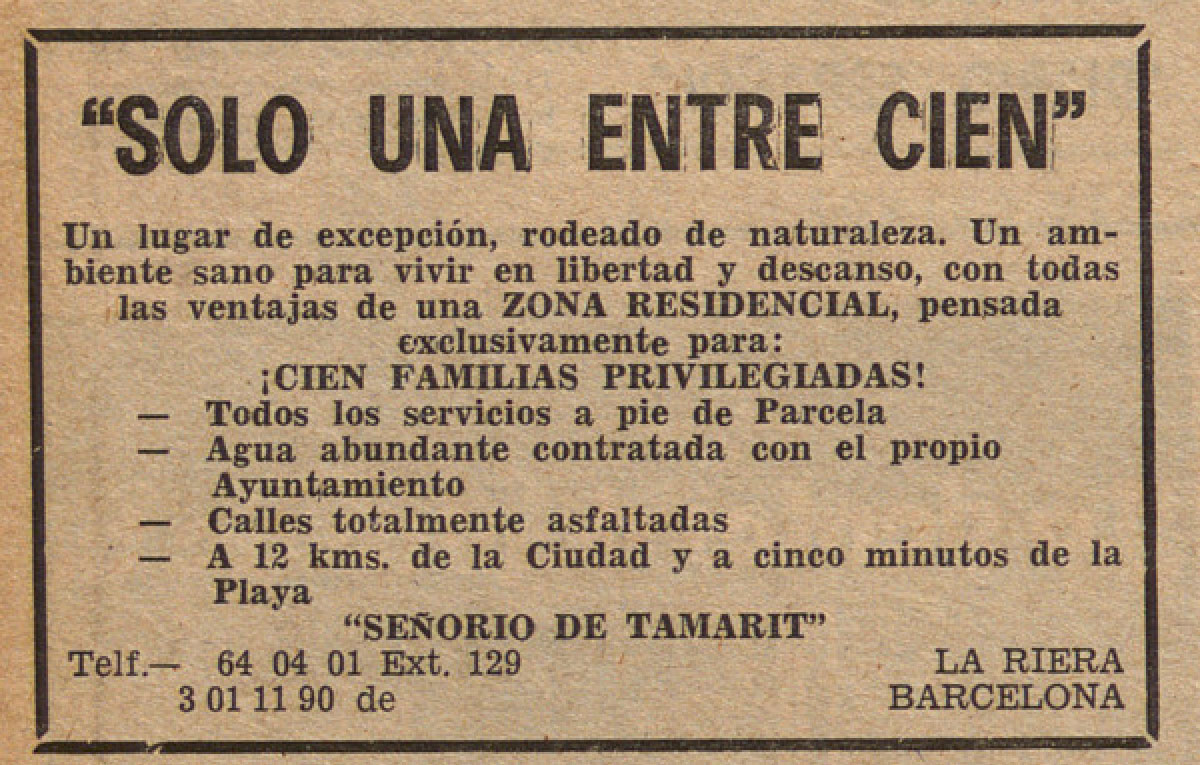 “SOLO UNA ENTRE CIEN”
Un lugar de excepción, rodeado de naturaleza. Un am-
biente sano para vivir en libertad y descanso, con todas
las ventajas de una ZONA RESIDENCIAL, pensada
exclusivamente para:
¡CIEN FAMILIAS PRIVILEGIADAS!
— Todos los servicios a pie de Parcela
— Agua abundante contratada con el propio
Ayuntamiento
— Calles totalmente asfaltadas
— A 12 kms. de la Ciudad y a cinco minutos de la
Playa
“SEÑORIO DE TAMARIT”
Telf.— 64 04 01 Ext. 129 LA RIERA
3 01 11 90 de BARCELONA